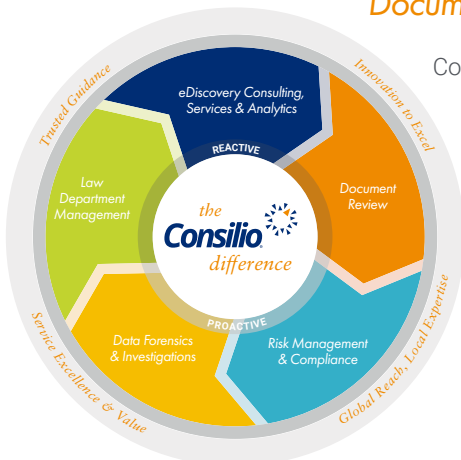 Docum
Co
Trusted Guidance
Innovation to Excel
eDiscovery Consulting,
Services & Analytics
REACTIVE
Law
Department
Management
Document
Review
the
Consilio
difference
PROACTIVE
Data Forensics
& Investigations
Risk Management
& Compliance
Service Excellence & Value
Global Reach, Local Expertise